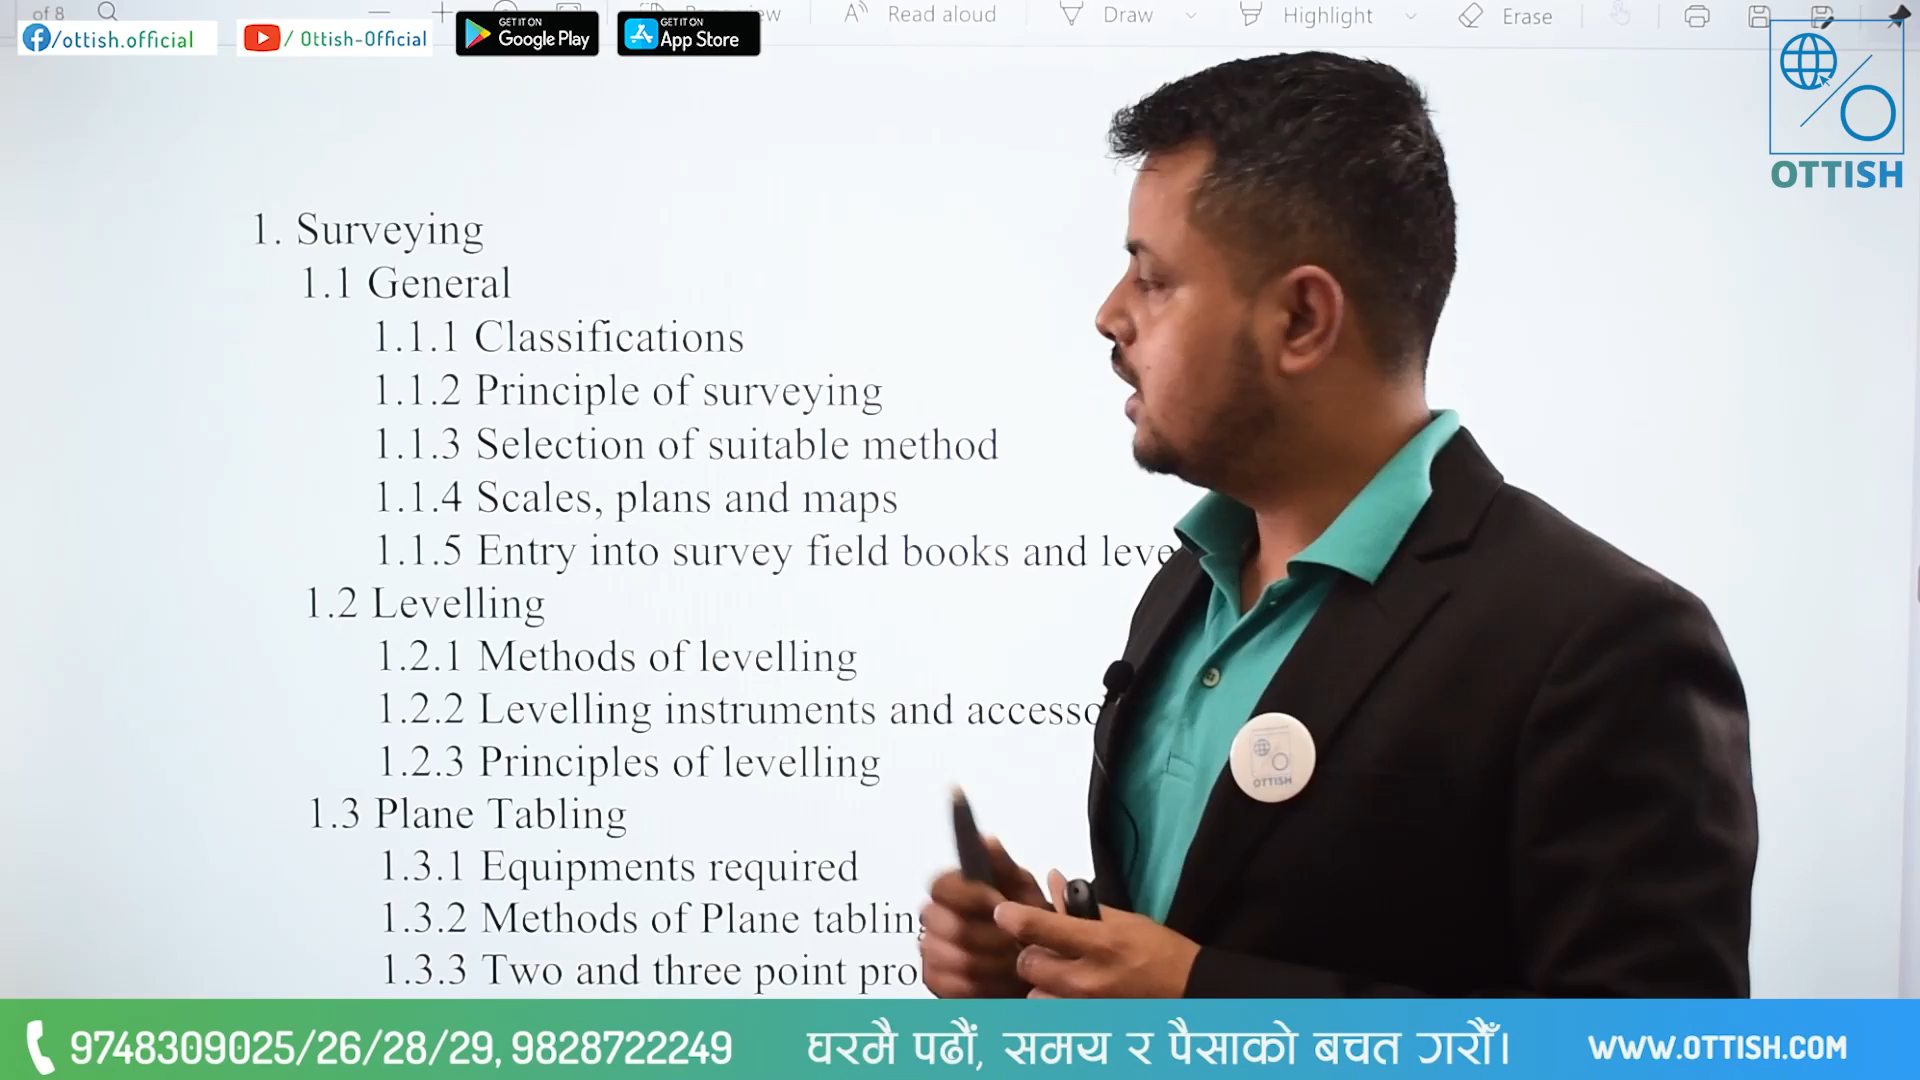 of 8
Read aloud
Draw
Highlight
Erase
/ottish.official
/ Ottish-Official
GET IT ON
Google Play
GET IT ON
App Store
OTTISH
1. Surveying
1.1 General
1.1.1 Classifications
1.1.2 Principle of surveying
1.1.3 Selection of suitable method
1.1.4 Scales, plans and maps
1.1.5 Entry into survey field books and leve
1.2 Levelling
1.2.1 Methods of levelling
1.2.2 Levelling instruments and accesso
1.2.3 Principles of levelling
1.3 Plane Tabling
1.3.1 Equipments required
1.3.2 Methods of Plane tabling
1.3.3 Two and three point pro
OTTISH
9748309025/26/28/29, 9828722249
घरमै पढौं, समय र पैसाको बचत गरौँ।
WWW.OTTISH.COM